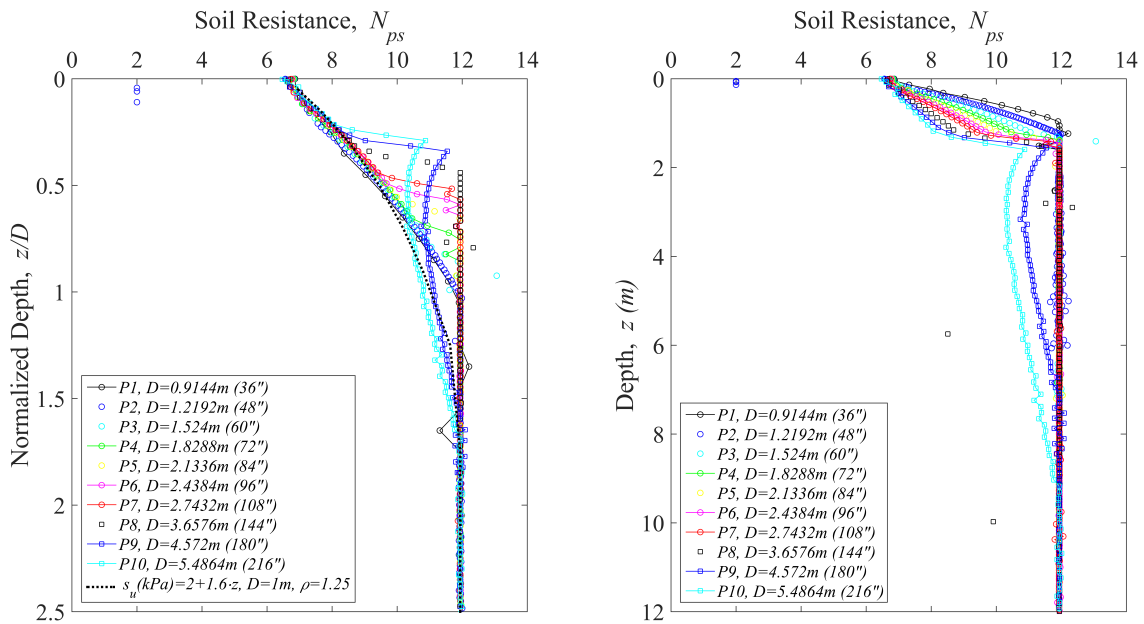 Soil Resistance, N_ps
0 2 4 6 8 10 12 14
0
0.5
1
1.5
2
2.5
Normalized Depth, z/D
P1, D=0.9144m (36")
P2, D=1.2192m (48")
P3, D=1.524m (60")
P4, D=1.8288m (72")
P5, D=2.1336m (84")
P6, D=2.4384m (96")
P7, D=2.7432m (108")
P8, D=3.6576m (144")
P9, D=4.572m (180")
P10, D=5.4864m (216")
s_u(kPa)=2+1.6·z, D=1m, ρ=1.25
Soil Resistance, N_ps
0 2 4 6 8 10 12 14
0
2
4
6
8
10
12
Depth, z (m)
P1, D=0.9144m (36")
P2, D=1.2192m (48")
P3, D=1.524m (60")
P4, D=1.8288m (72")
P5, D=2.1336m (84")
P6, D=2.4384m (96")
P7, D=2.7432m (108")
P8, D=3.6576m (144")
P9, D=4.572m (180")
P10, D=5.4864m (216")